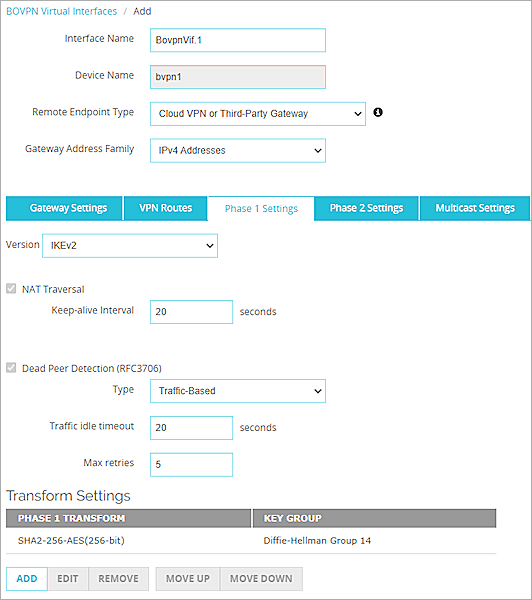 BOVPN Virtual Interfaces / Add
Interface Name BovpnVif.1
Device Name bvpn1
Remote Endpoint Type Cloud VPN or Third-Party Gateway
Gateway Address Family IPv4 Addresses
Gateway Settings VPN Routes Phase 1 Settings Phase 2 Settings Multicast Settings
Version IKEv2
NAT Traversal
Keep-alive Interval 20 seconds
Dead Peer Detection (RFC3706)
Type Traffic-Based
Traffic idle timeout 20 seconds
Max retries 5
Transform Settings
PHASE 1 TRANSFORM KEY GROUP
SHA2-256-AES(256-bit) Diffie-Hellman Group 14
ADD EDIT REMOVE MOVE UP MOVE DOWN